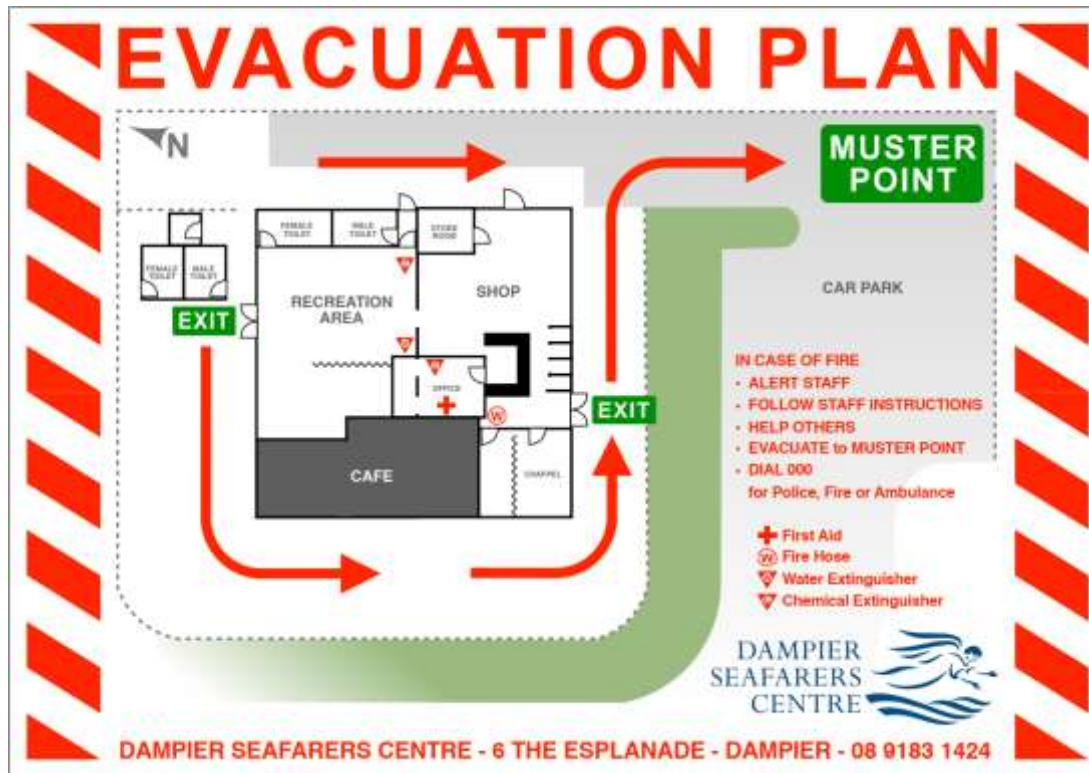 EVACUATION PLAN
N
MUSTER
POINT
FEMALE
TOILET
MALE
TOILET
STORE
ROOM
FEMALE
TOILET
MALE
TOILET
RECREATION
AREA
SHOP
CAR PARK
EXIT
OFFICE
EXIT
W
CAFE
CHAPEL
IN CASE OF FIRE
• ALERT STAFF
• FOLLOW STAFF INSTRUCTIONS
• HELP OTHERS
• EVACUATE to MUSTER POINT
• DIAL 000
for Police, Fire or Ambulance
First Aid
W Fire Hose
Water Extinguisher
Chemical Extinguisher
DAMPIER
SEAFARERS
CENTRE
DAMPIER SEAFARERS CENTRE - 6 THE ESPLANADE - DAMPIER - 08 9183 1424